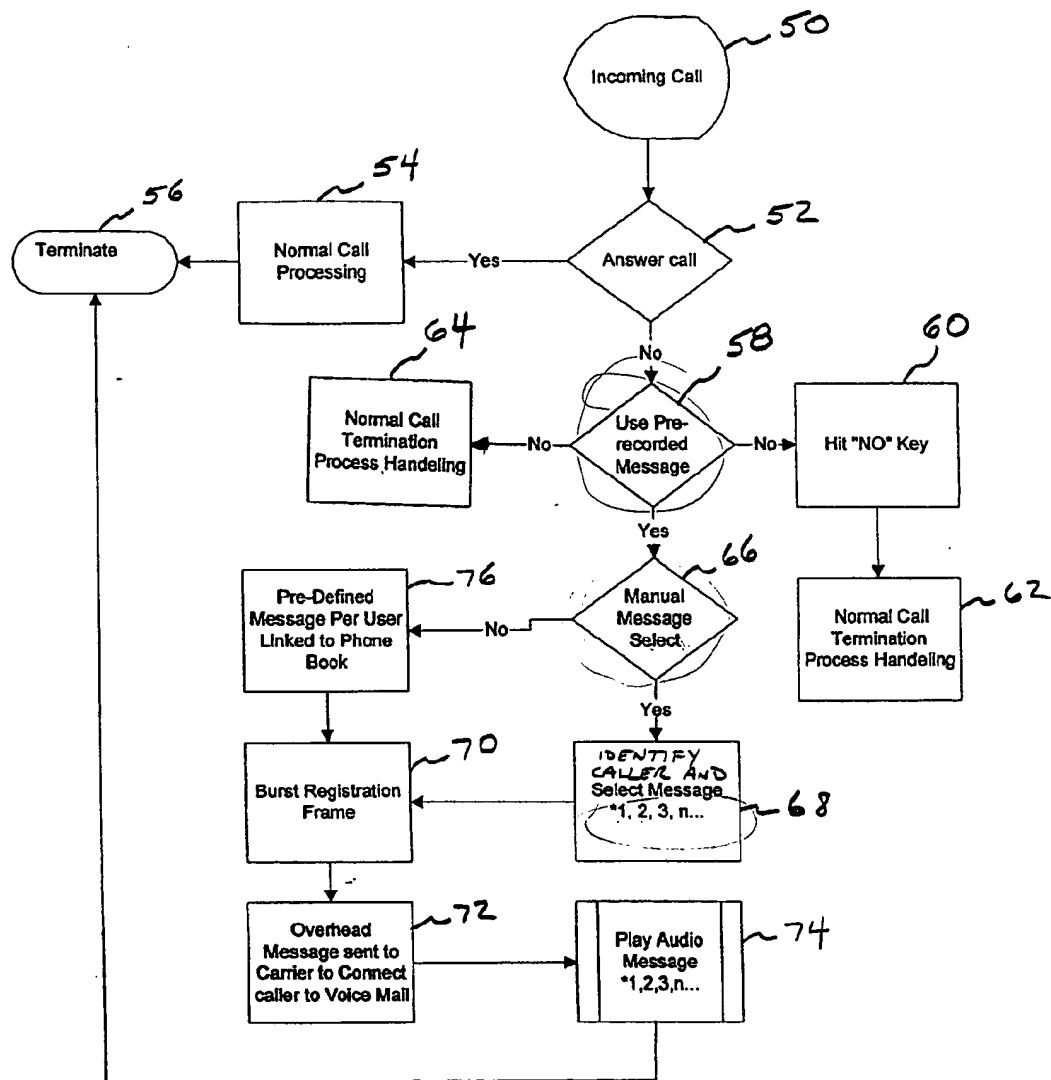 50
Incoming Call
54
56
52
Terminate
Normal Call
Processing
Yes
Answer call
64
No
58
60
Normal Call
Termination
Process Handeling
No
Use Pre-
recorded
Message
No
Hit "NO" Key
Yes
66
76
Pre-Defined
Message Per User
Linked to Phone
Book
No
Manual
Message
Select
62
Normal Call
Termination
Process Handeling
Yes
70
Burst Registration
Frame
IDENTIFY
CALLER AND
Select Message
*1, 2, 3, n...
68
72
Overhead
Message sent to
Carrier to Connect
caller to Voice Mail
Play Audio
Message
*1,2,3,n...
74